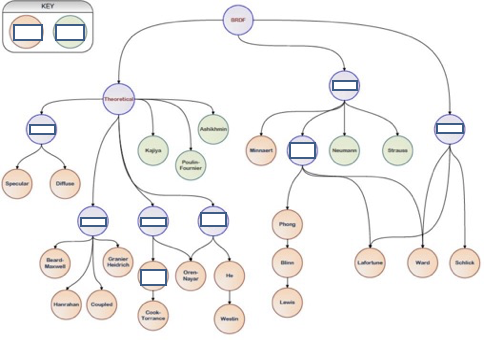 KEY
BRDF
Theoretical
Ashikhmin
Kajiya
Poulin-
Fournier
Minnaert
Neumann
Strauss
Specular
Diffuse
Phong
Beard-
Maxwell
Granier
Heidrich
Oren-
Nayar
He
Blinn
Lafortune
Ward
Schlick
Hanrahan
Coupled
Cook-
Torrance
Westin
Lewis